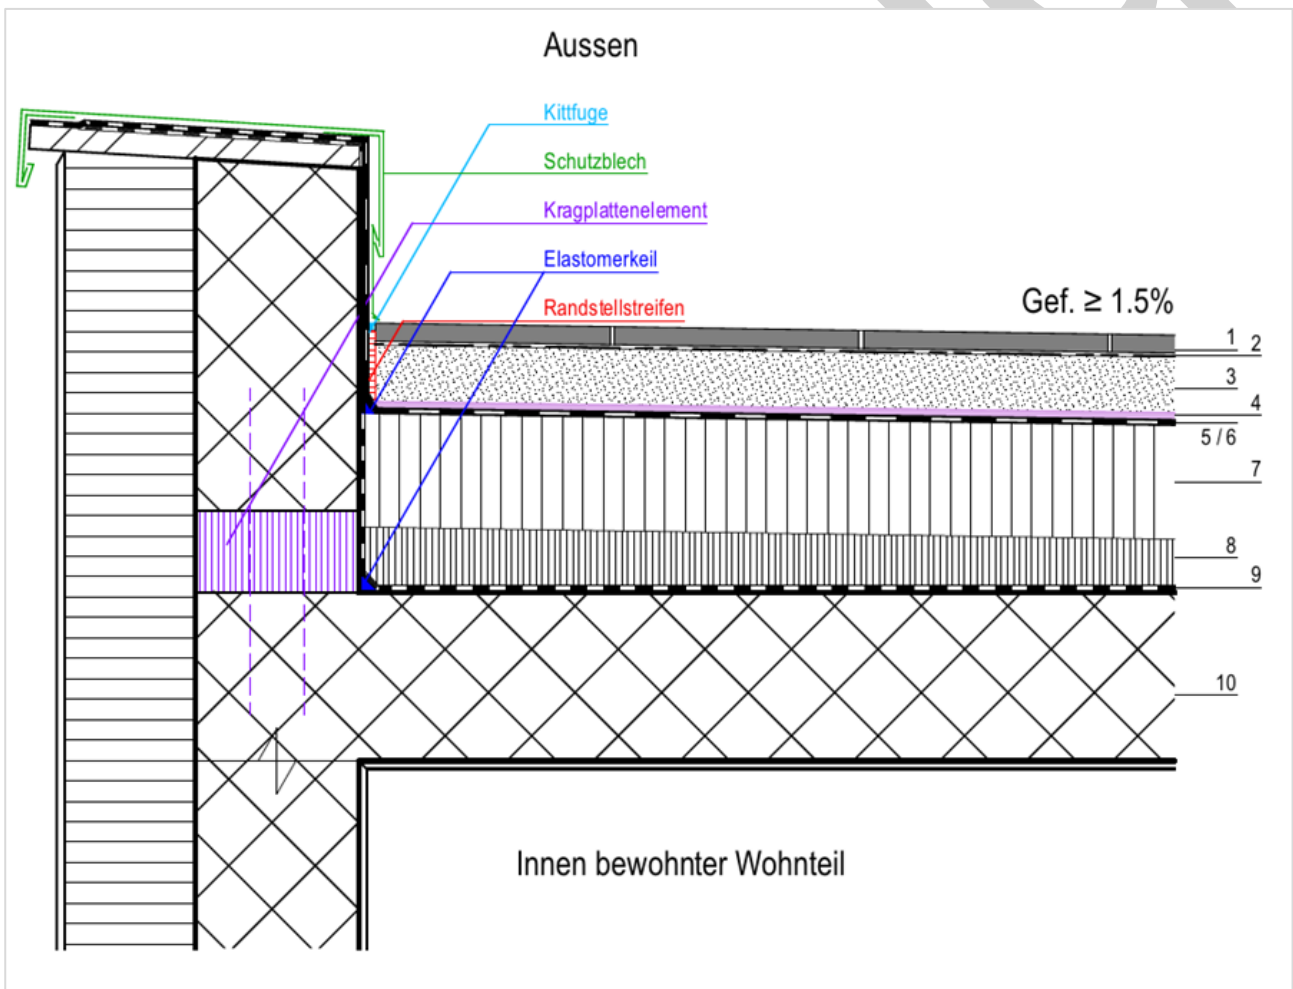 Aussen
Kittfuge
Schutzblech
Kragplattenelement
Elastomerkeil
Randstellstreifen
Gef. ≥ 1.5%
1 2
3
4
5 / 6
7
8
9
10
Innen bewohnter Wohnteil